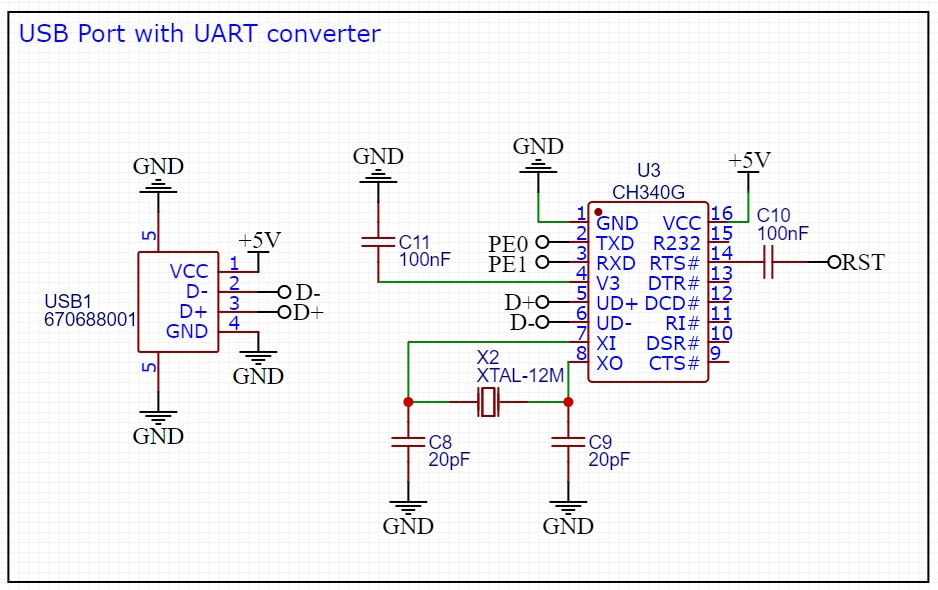 USB Port with UART converter
GND
5
+5V
USB1
670688001
VCC 1
D- 2 D-
D+ 3 D+
GND 4
GND
5
GND
GND
C11
100nF
GND
U3
CH340G
+5V
1 GND VCC 16
PE0 2 TXD R232 15
PE1 3 RXD RTS# 14
4 V3 DTR# 13
D+ 5 UD+ DCD# 12
D- 6 UD- RI# 11
7 XI DSR# 10
8 XO CTS# 9
C10
100nF
RST
X2
XTAL-12M
C8
20pF
GND
C9
20pF
GND